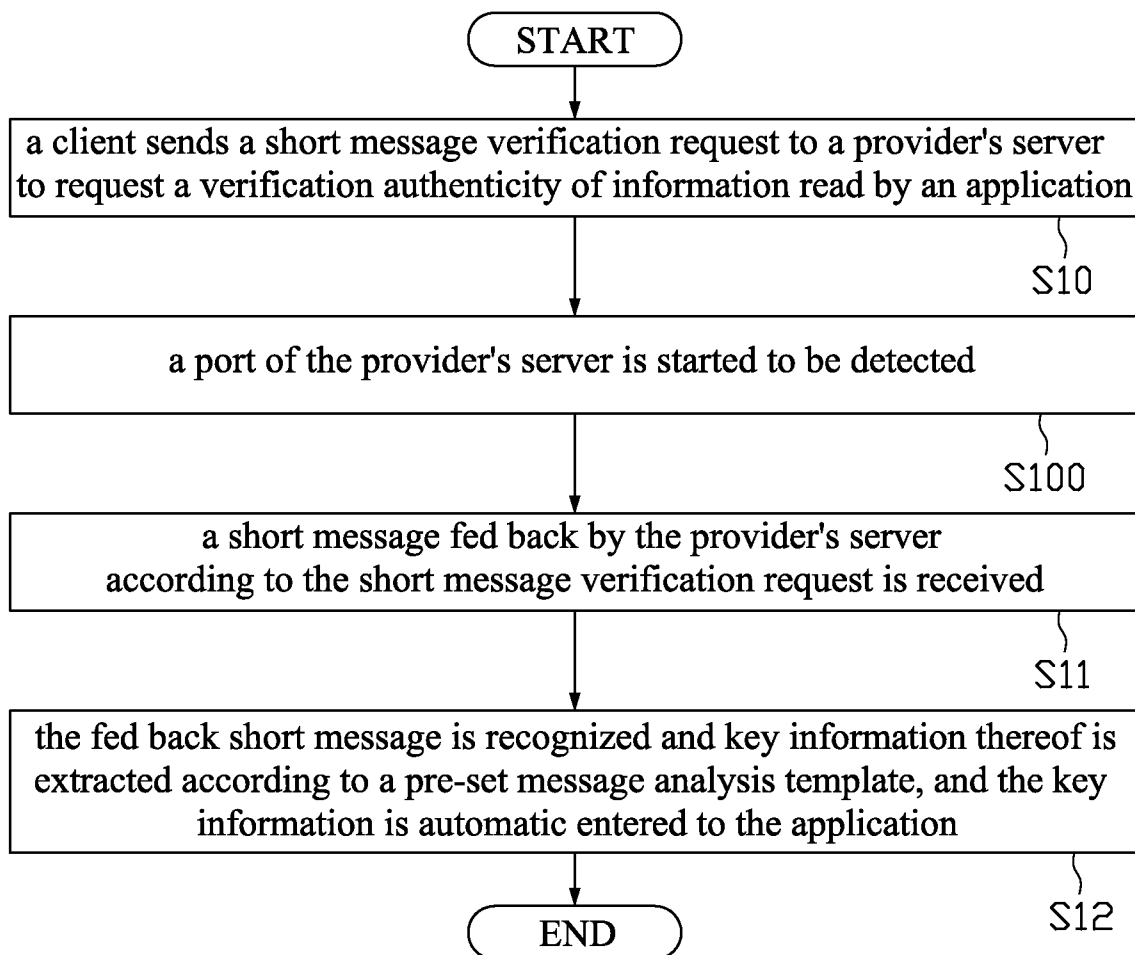 START
a client sends a short message verification request to a provider's server
to request a verification authenticity of information read by an application
S10
a port of the provider's server is started to be detected
S100
a short message fed back by the provider's server
according to the short message verification request is received
S11
the fed back short message is recognized and key information thereof is
extracted according to a pre-set message analysis template, and the key
information is automatic entered to the application
S12
END